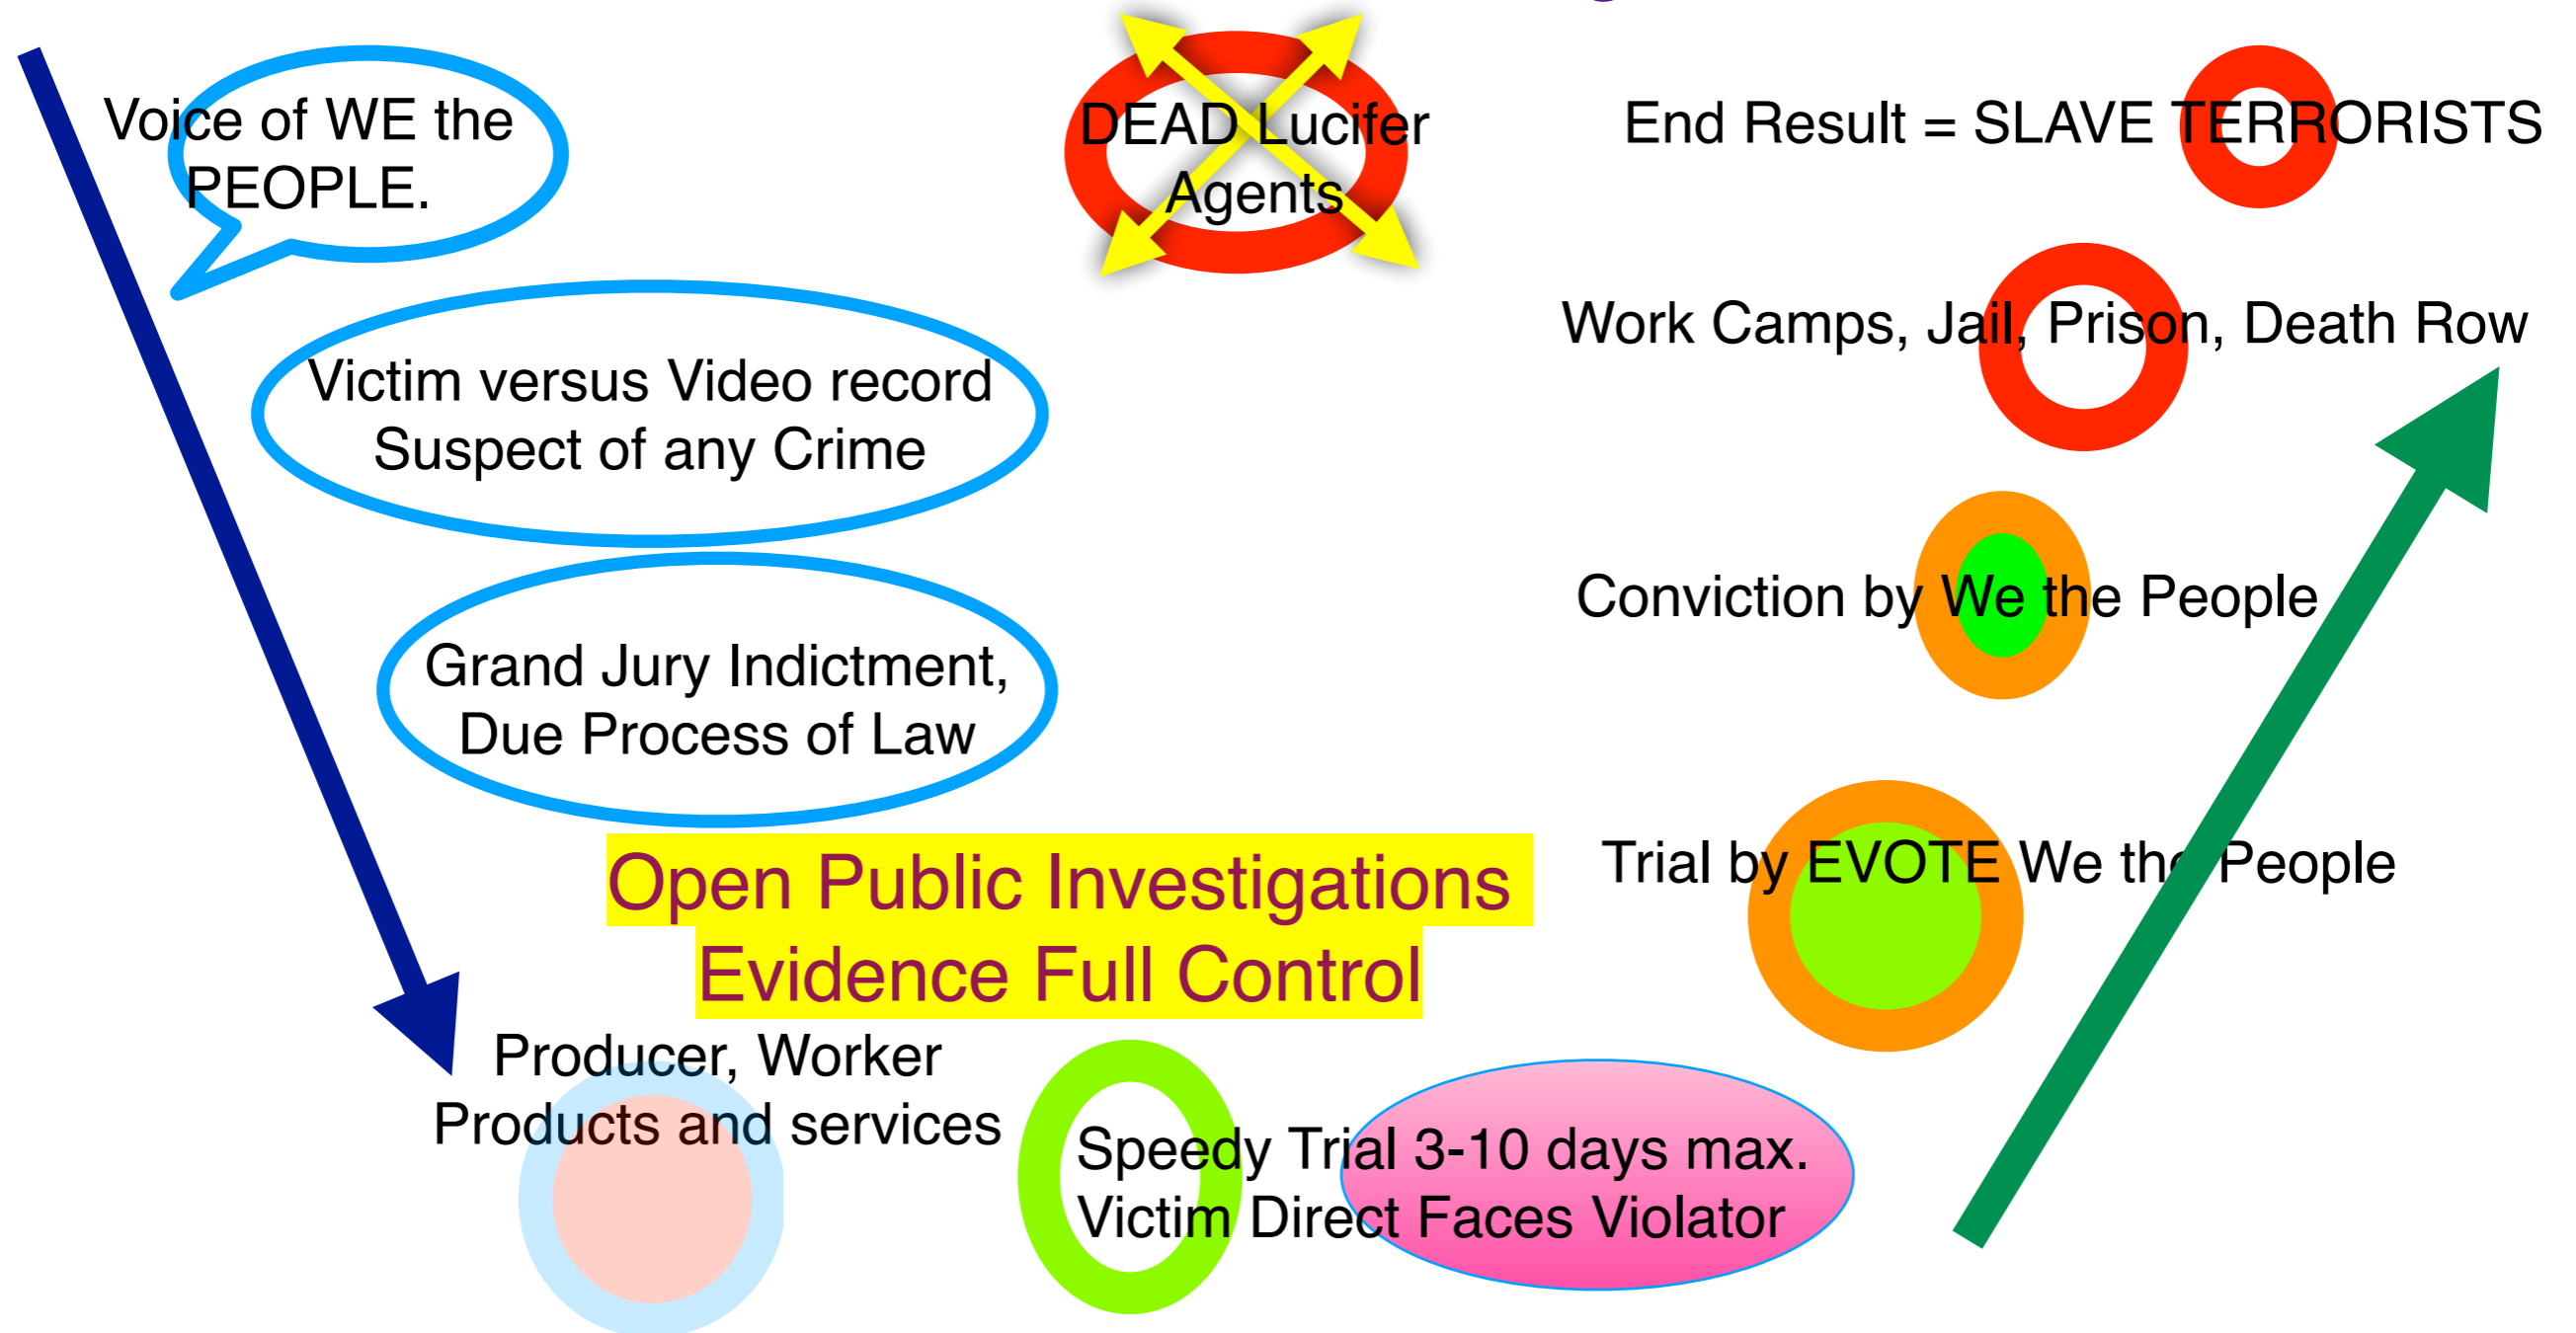 Voice of WE the
PEOPLE.
DEAD Lucifer
Agents
End Result = SLAVE TERRORISTS
Victim versus Video record
Suspect of any Crime
Work Camps, Jail, Prison, Death Row
Grand Jury Indictment,
Due Process of Law
Conviction by We the People
Open Public Investigations
Evidence Full Control
Trial by EVOTE We the People
Producer, Worker
Products and services
Speedy Trial 3-10 days max.
Victim Direct Faces Violator